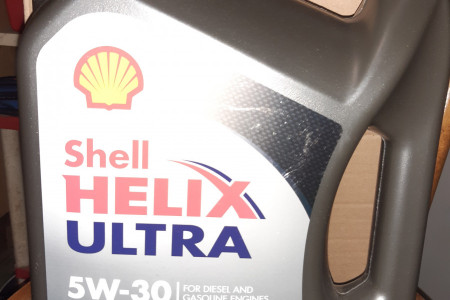 Shell
HELIX
ULTRA
5W-30
FOR DIESEL AND
GASOLINE ENGINES